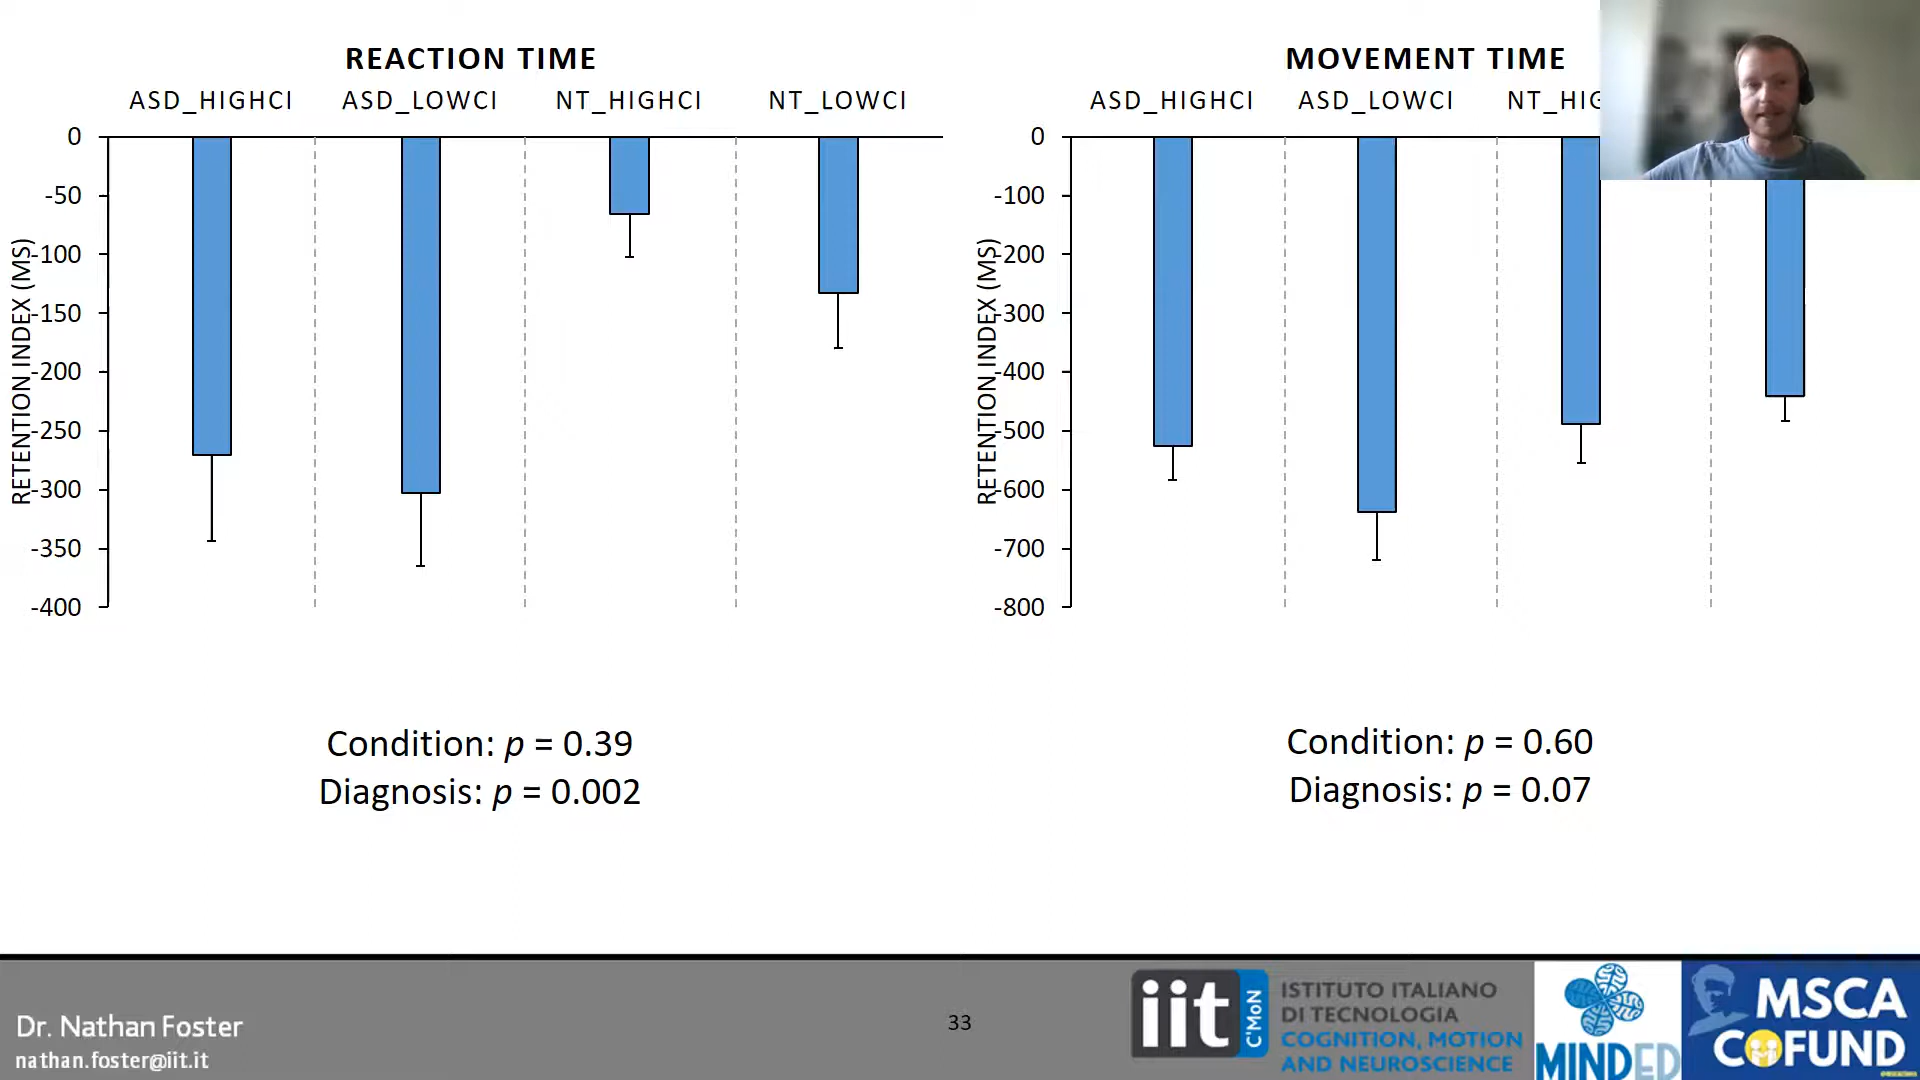 REACTION TIME
ASD_HIGHCI ASD_LOWCI NT_HIGHCI NT_LOWCI
0
-50
-100
-150
-200
-250
-300
-350
-400
RETENTION INDEX (MS)
Condition: p = 0.39
Diagnosis: p = 0.002
MOVEMENT TIME
ASD_HIGHCI ASD_LOWCI NT_HIG
0
-100
-200
-300
-400
-500
-600
-700
-800
RETENTION INDEX (MS)
Condition: p = 0.60
Diagnosis: p = 0.07
Dr. Nathan Foster
nathan.foster@iit.it
33
iit
C'MoN
ISTITUTO ITALIANO
DI TECNOLOGIA
COGNITION, MOTION
AND NEUROSCIENCE
MINDED
MSCA
COFUND